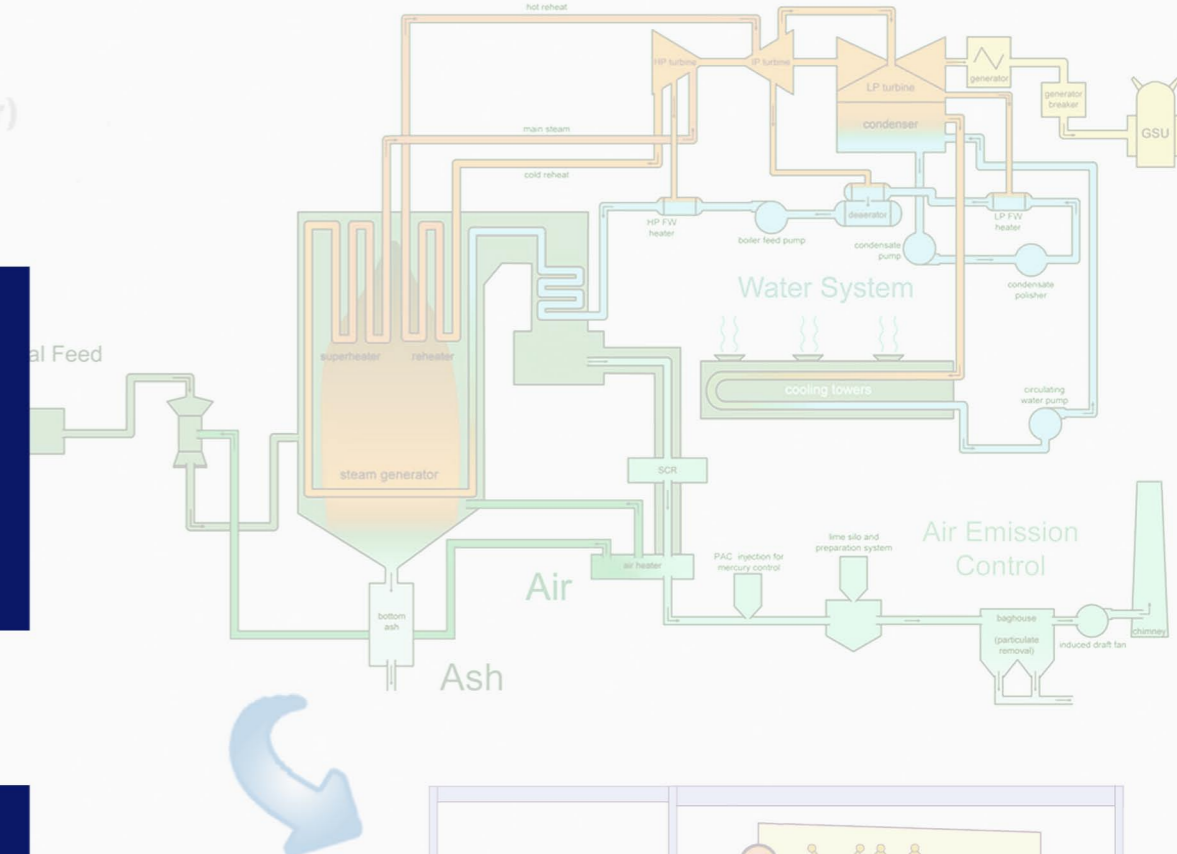 hot reheat
HP turbine
IP turbine
LP turbine
generator
generator
breaker
GSU
condenser
main steam
cold reheat
HP FW
heater
boiler feed pump
deaerator
condensate
pump
LP FW
heater
condensate
polisher
Water System
al Feed
superheater
reheater
cooling towers
circulating
water pump
steam generator
SCR
air heater
Air
PAC injection for
mercury control
lime silo and
preparation system
Air Emission
Control
bottom
ash
Ash
baghouse
(particulate
removal)
induced draft fan
chimney